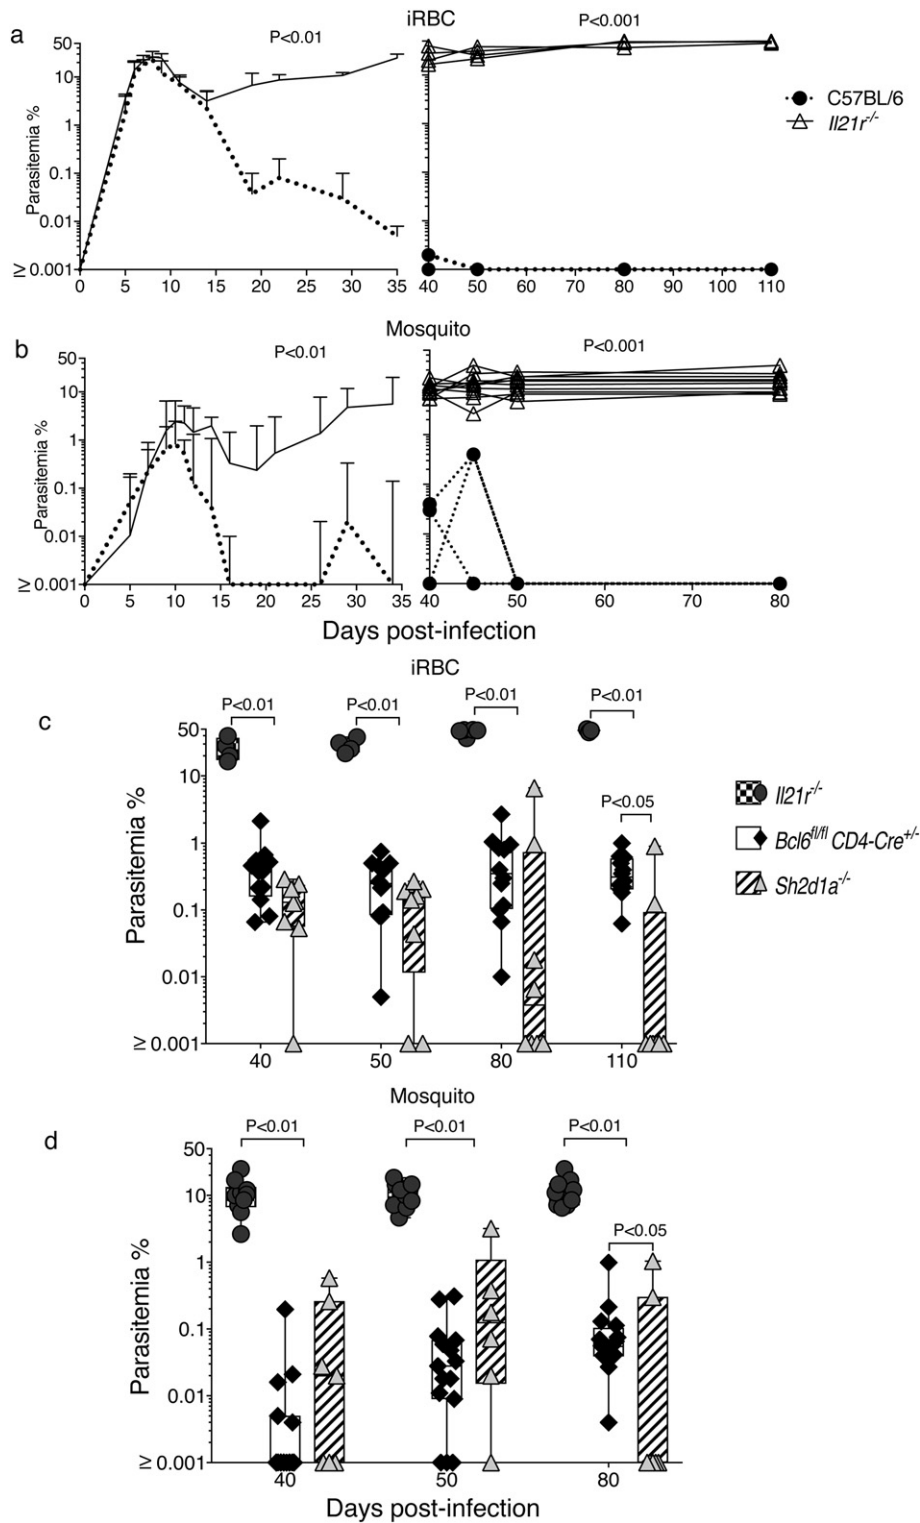 iRBC
a
P<0.01
P<0.001
Parasitemia %
50
10
1
0.1
0.01
≥ 0.001
0 5 10 15 20 25 30 35
40 50 60 70 80 90 100 110
C57BL/6
Il21r-/-
Mosquito
b
P<0.01
P<0.001
Parasitemia %
50
10
1
0.1
0.01
≥ 0.001
0 5 10 15 20 25 30 35
40 50 60 70 80
Days post-infection
iRBC
c
P<0.01 P<0.01 P<0.01 P<0.01
P<0.05
Parasitemia %
50
10
1
0.1
0.01
≥ 0.001
40 50 80 110
Il21r-/-
Bcl6fl/fl CD4-Cre+/-
Sh2d1a-/-
Mosquito
d
P<0.01 P<0.01 P<0.01
P<0.05
Parasitemia %
50
10
1
0.1
0.01
≥ 0.001
40 50 80
Days post-infection